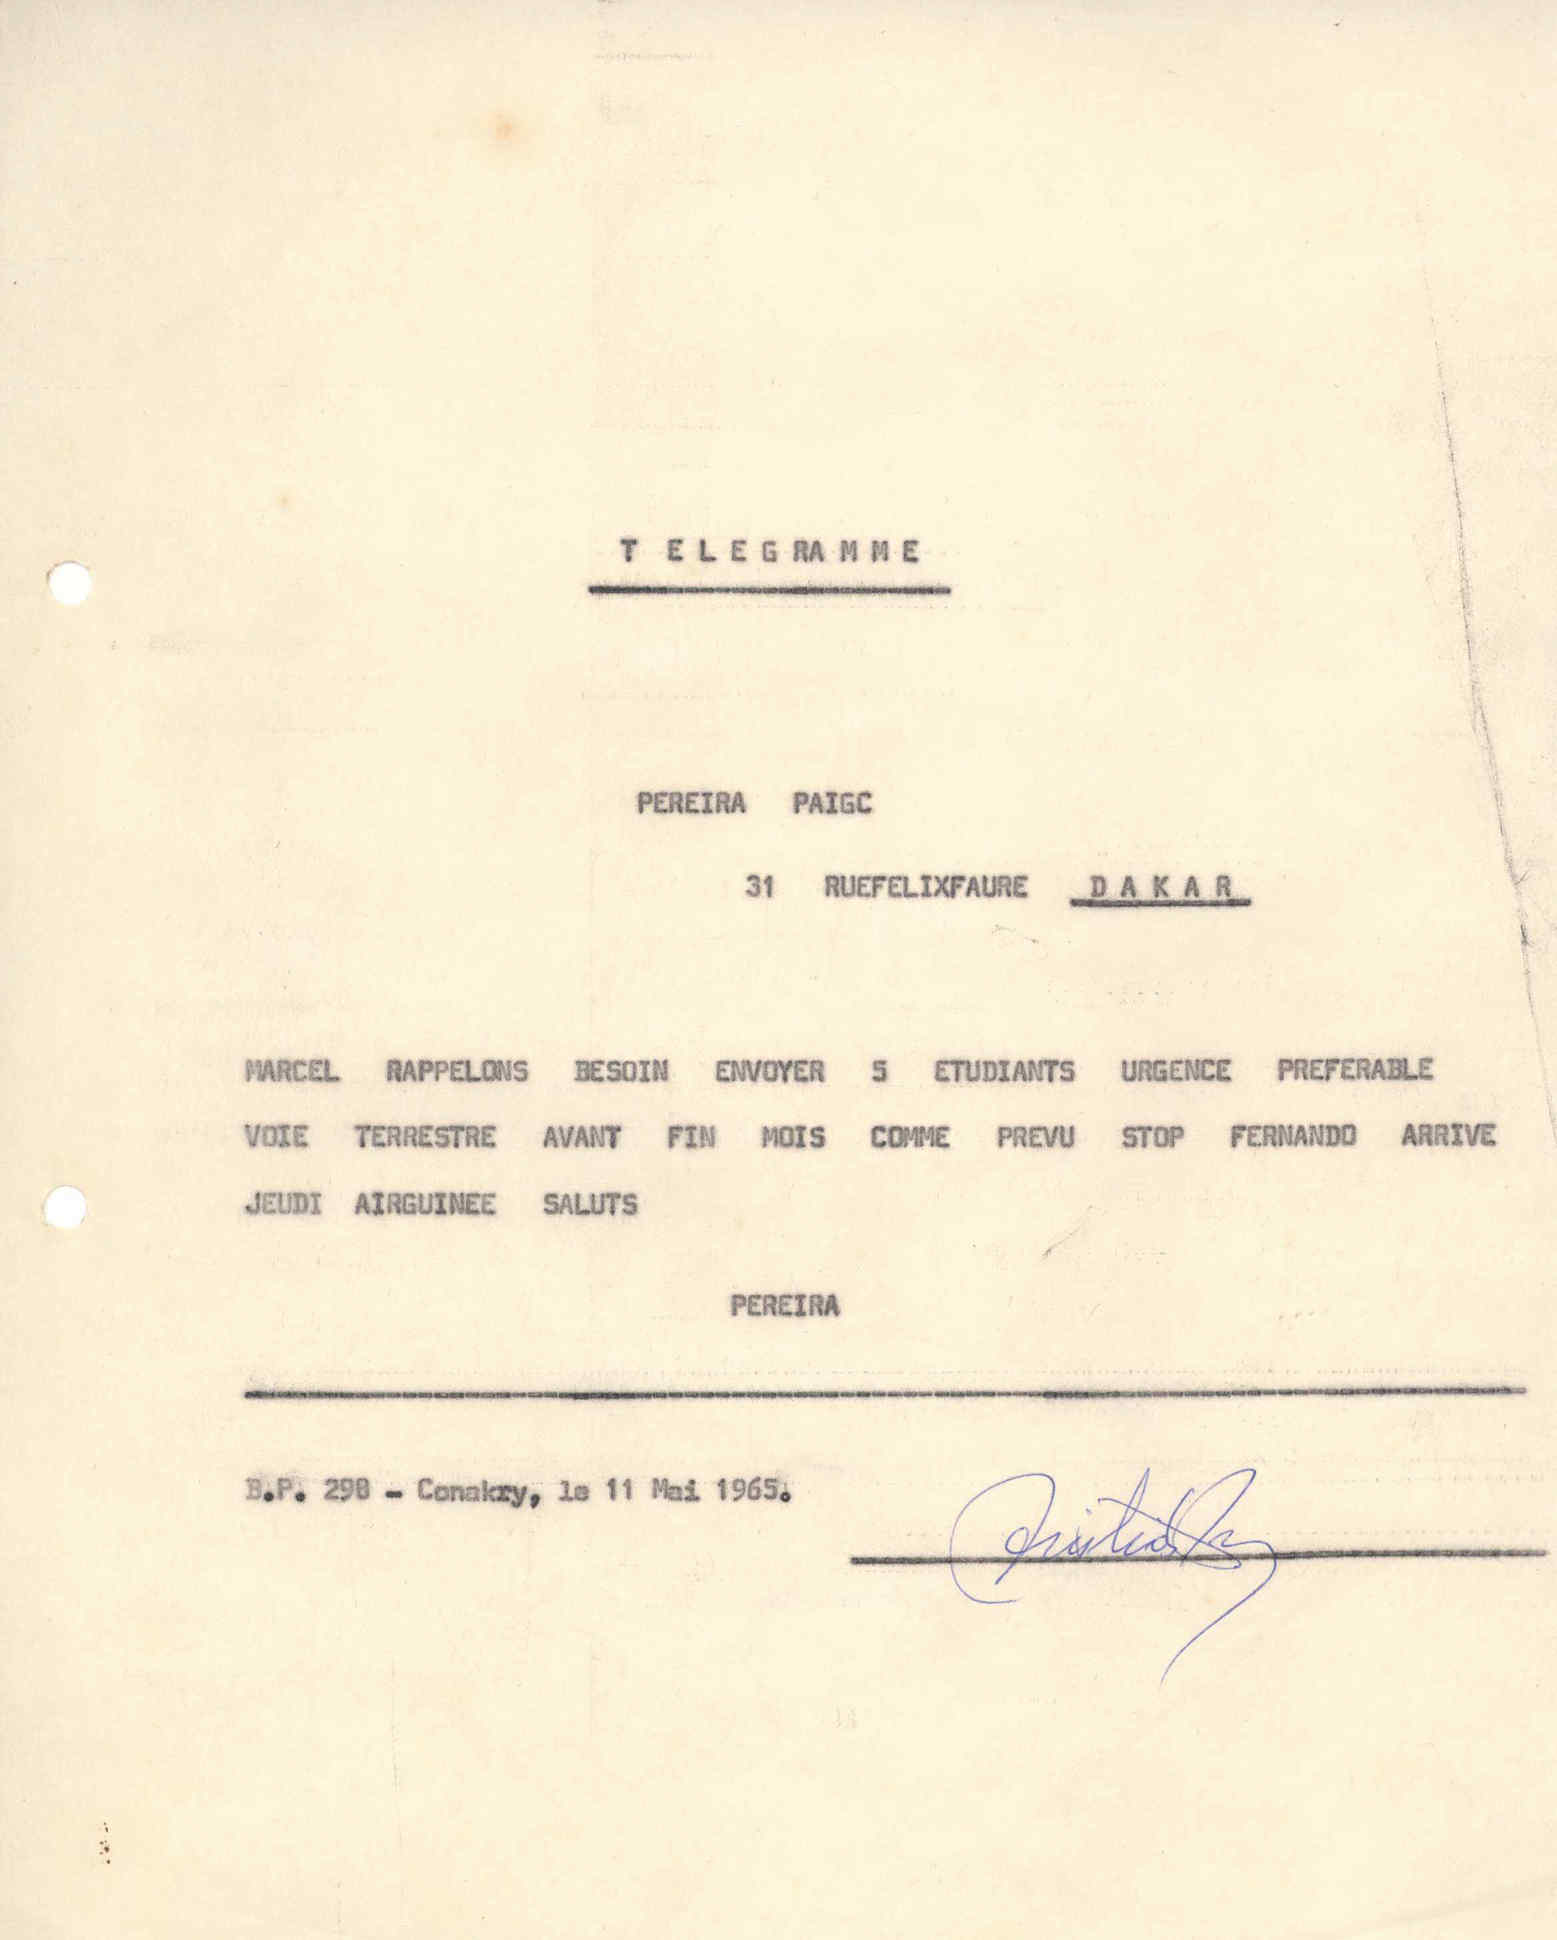 T E L E G RA M M E
PEREIRA PAIGC
31 RUEFELIXFAURE D A K A R
MARCEL RAPPELONS BESOIN ENVOYER 5 ETUDIANTS URGENCE PREFERABLE
VOIE TERRESTRE AVANT FIN MOIS COMME PREVU STOP FERNANDO ARRIVE
JEUDI AIRGUINEE SALUTS
PEREIRA
B.P. 298 - Conakry, le 11 Mai 1965.